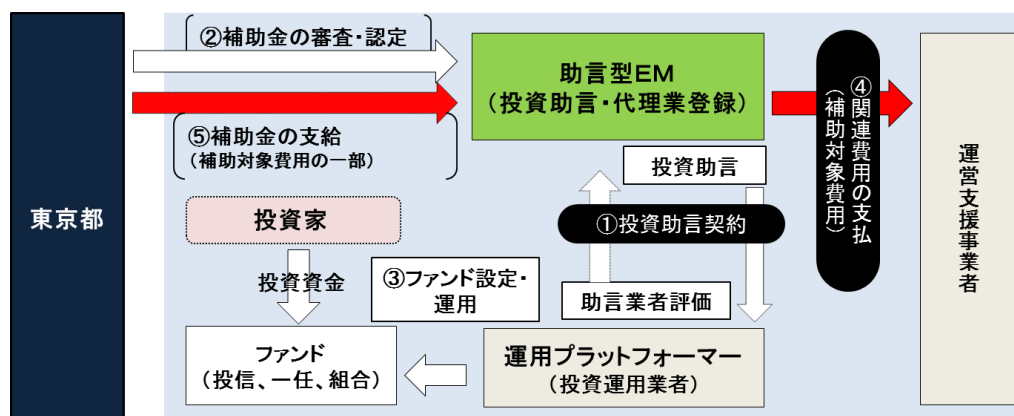 ②補助金の審査・認定
⑤補助金の支給
(補助対象費用の一部)
東京都
助言型EM
(投資助言・代理業登録)
④関連費用の支払
(補助対象費用)
運営支援事業者
投資助言
①投資助言契約
助言業者評価
投資家
投資資金
③ファンド設定・
運用
ファンド
(投信、一任、組合)
運用プラットフォーマー
(投資運用業者)